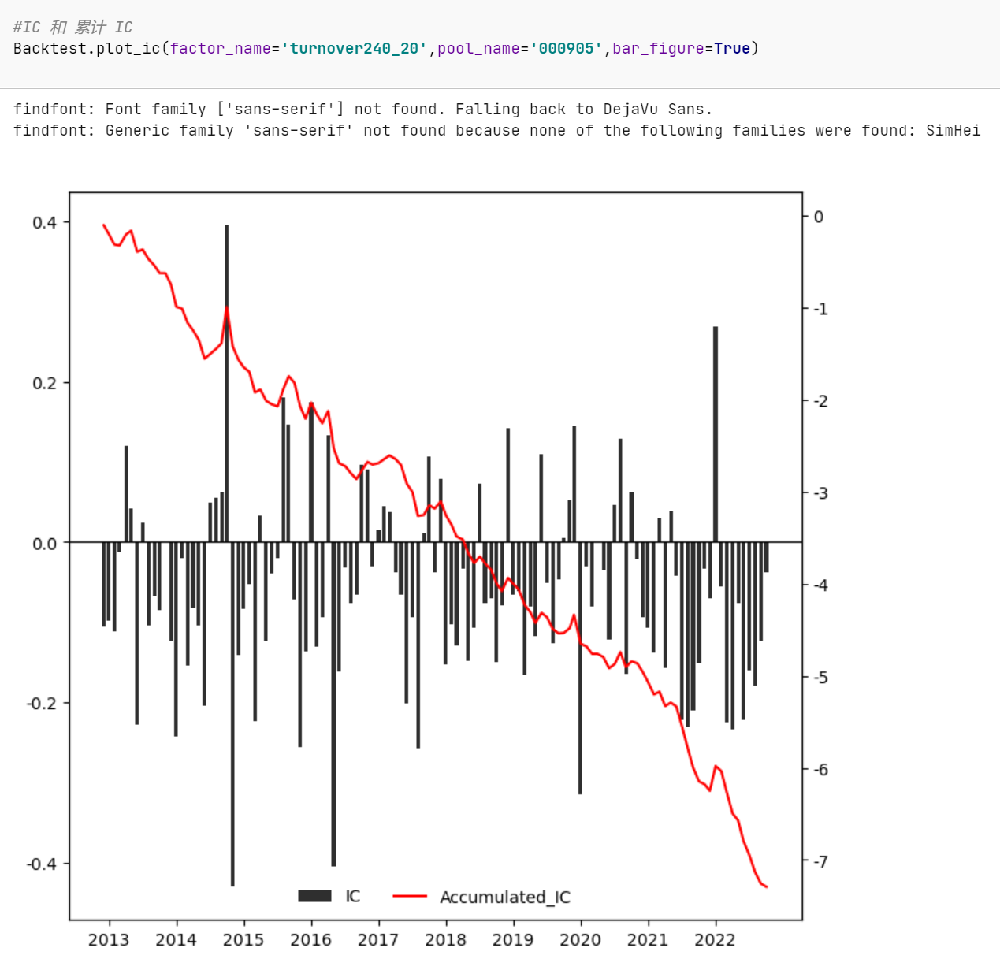 #IC 和 累计 IC
Backtest.plot_ic(factor_name='turnover240_20',pool_name='000905',bar_figure=True)
findfont: Font family ['sans-serif'] not found. Falling back to DejaVu Sans.
findfont: Generic family 'sans-serif' not found because none of the following families were found: SimHei
0.4
0.2
0.0
-0.2
-0.4
0
-1
-2
-3
-4
-5
-6
-7
IC Accumulated_IC
2013 2014 2015 2016 2017 2018 2019 2020 2021 2022